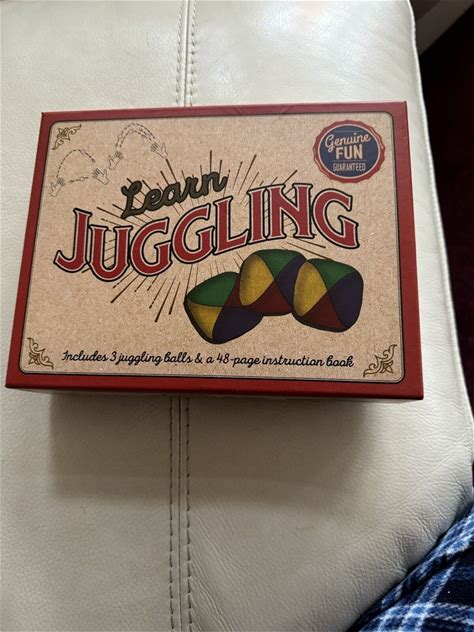 Learn
JUGGLING
Genuine
FUN
GUARANTEED
Includes 3 juggling balls & a 48-page instruction book